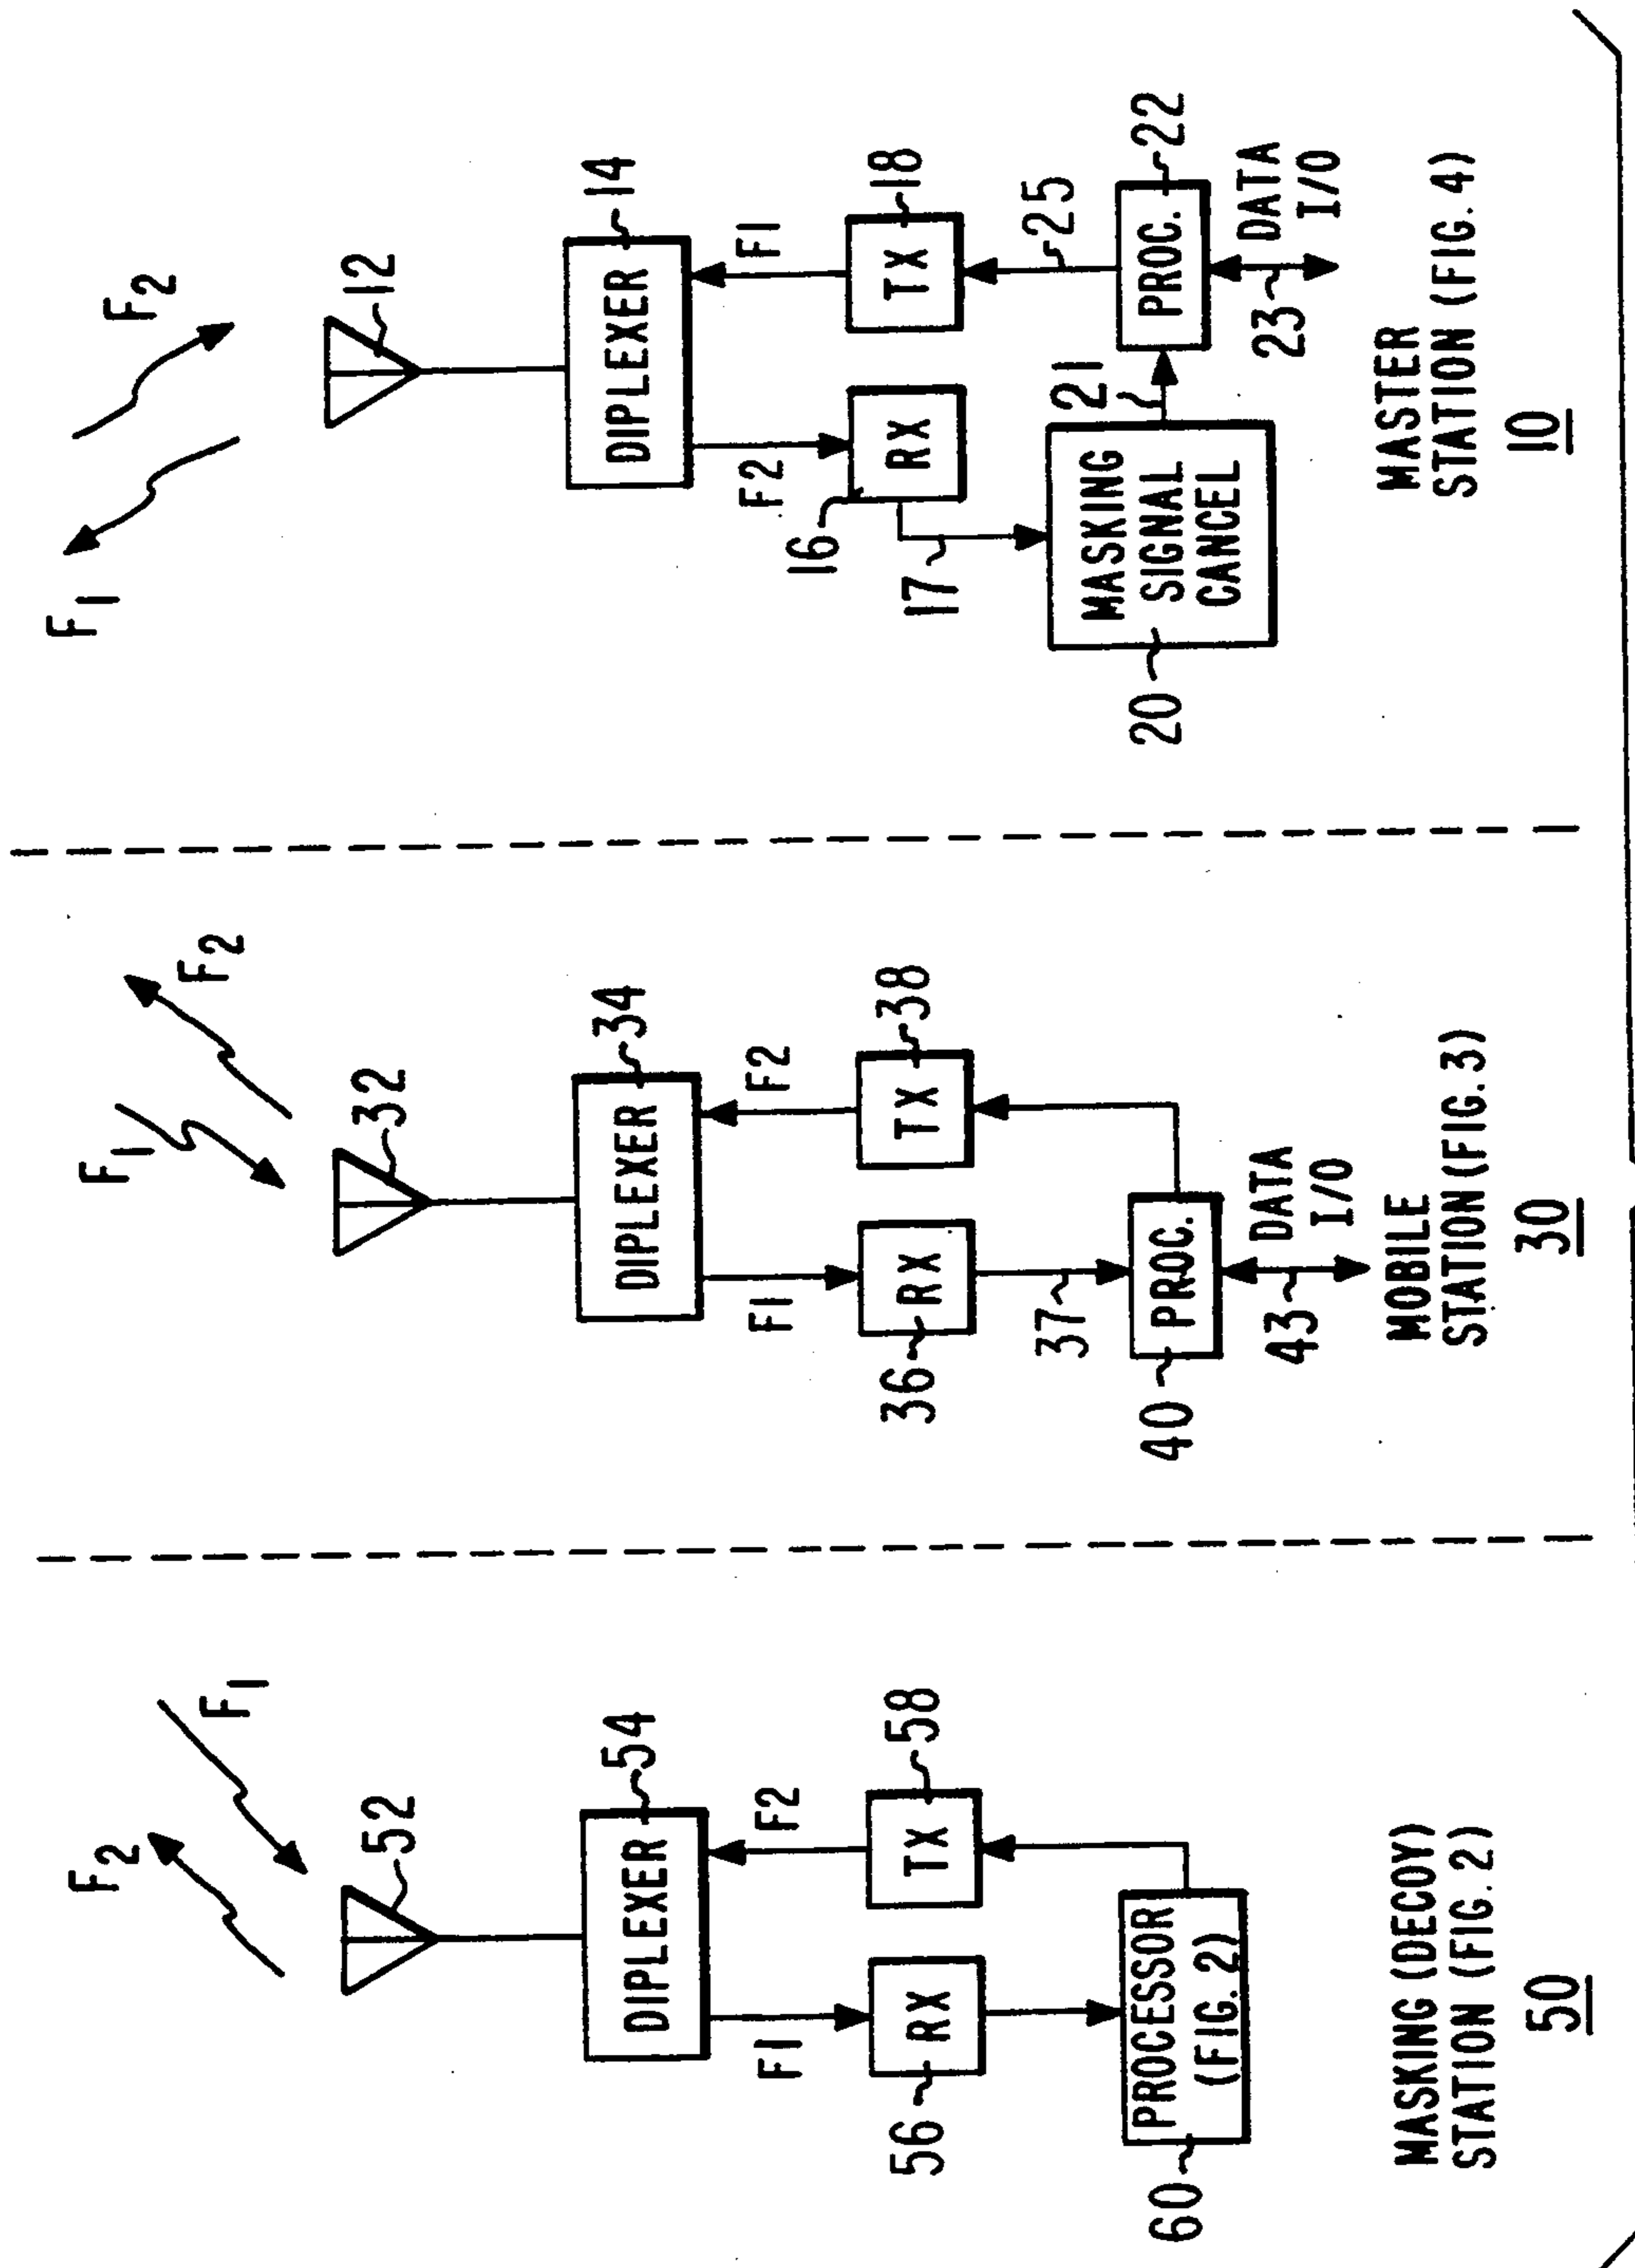 F2
F1
52
54
DIPLEXER
F1
F2
56
RX
TX
58
60
PROCESSOR
(FIG. 2)
MASKING (DECOY)
STATION (FIG. 2)
50
F1
F2
32
34
DIPLEXER
F1
F2
36
RX
TX
38
37
40
PROC.
43
DATA
I/O
MOBILE
STATION (FIG. 3)
30
F1
F2
12
14
DIPLEXER
F2
F1
16
RX
TX
18
17
25
20
MASKING
SIGNAL
CANCEL
21
PROC.
22
23
DATA
I/O
MASTER
STATION (FIG. 4)
10